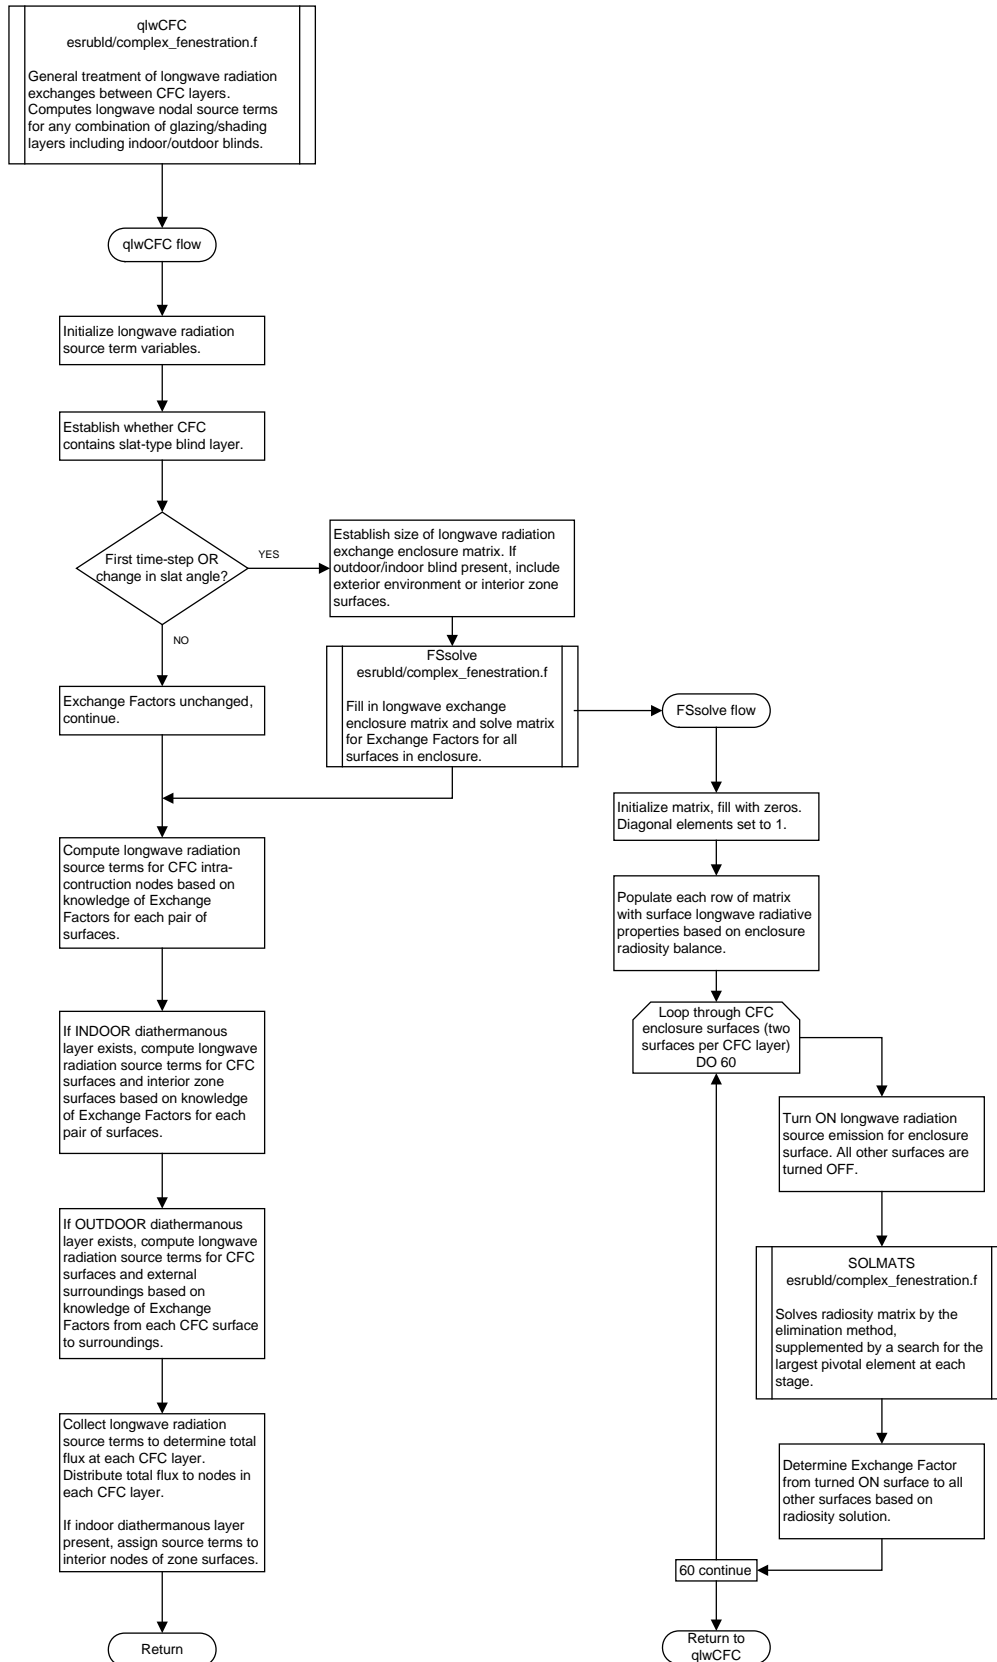 qlwCFC
esrubld/complex_fenestration.f
General treatment of longwave radiation
exchanges between CFC layers.
Computes longwave nodal source terms
for any combination of glazing/shading
layers including indoor/outdoor blinds.
qlwCFC flow
Initialize longwave radiation
source term variables.
Establish whether CFC
contains slat-type blind layer.
First time-step OR
change in slat angle?
YES
NO
Establish size of longwave radiation
exchange enclosure matrix. If
outdoor/indoor blind present, include
exterior environment or interior zone
surfaces.
FSsolve
esrubld/complex_fenestration.f
Fill in longwave exchange
enclosure matrix and solve matrix
for Exchange Factors for all
surfaces in enclosure.
Exchange Factors unchanged,
continue.
Compute longwave radiation
source terms for CFC intra-
contruction nodes based on
knowledge of Exchange
Factors for each pair of
surfaces.
If INDOOR diathermanous
layer exists, compute longwave
radiation source terms for CFC
surfaces and interior zone
surfaces based on knowledge
of Exchange Factors for each
pair of surfaces.
If OUTDOOR diathermanous
layer exists, compute longwave
radiation source terms for CFC
surfaces and external
surroundings based on
knowledge of Exchange
Factors from each CFC surface
to surroundings.
Collect longwave radiation
source terms to determine total
flux at each CFC layer.
Distribute total flux to nodes in
each CFC layer.
If indoor diathermanous layer
present, assign source terms to
interior nodes of zone surfaces.
Return
FSsolve flow
Initialize matrix, fill with zeros.
Diagonal elements set to 1.
Populate each row of matrix
with surface longwave radiative
properties based on enclosure
radiosity balance.
Loop through CFC
enclosure surfaces (two
surfaces per CFC layer)
DO 60
Turn ON longwave radiation
source emission for enclosure
surface. All other surfaces are
turned OFF.
SOLMATS
esrubld/complex_fenestration.f
Solves radiosity matrix by the
elimination method,
supplemented by a search for the
largest pivotal element at each
stage.
Determine Exchange Factor
from turned ON surface to all
other surfaces based on
radiosity solution.
60 continue
Return to
qlwCFC